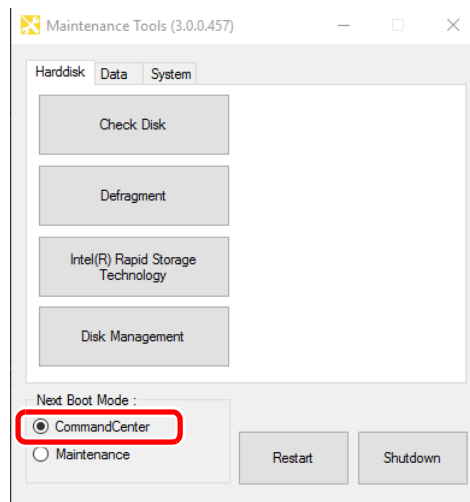 Maintenance Tools (3.0.0.457)
Harddisk Data System
Check Disk
Defragment
Intel(R) Rapid Storage
Technology
Disk Management
Next Boot Mode :
CommandCenter
Maintenance
Restart Shutdown